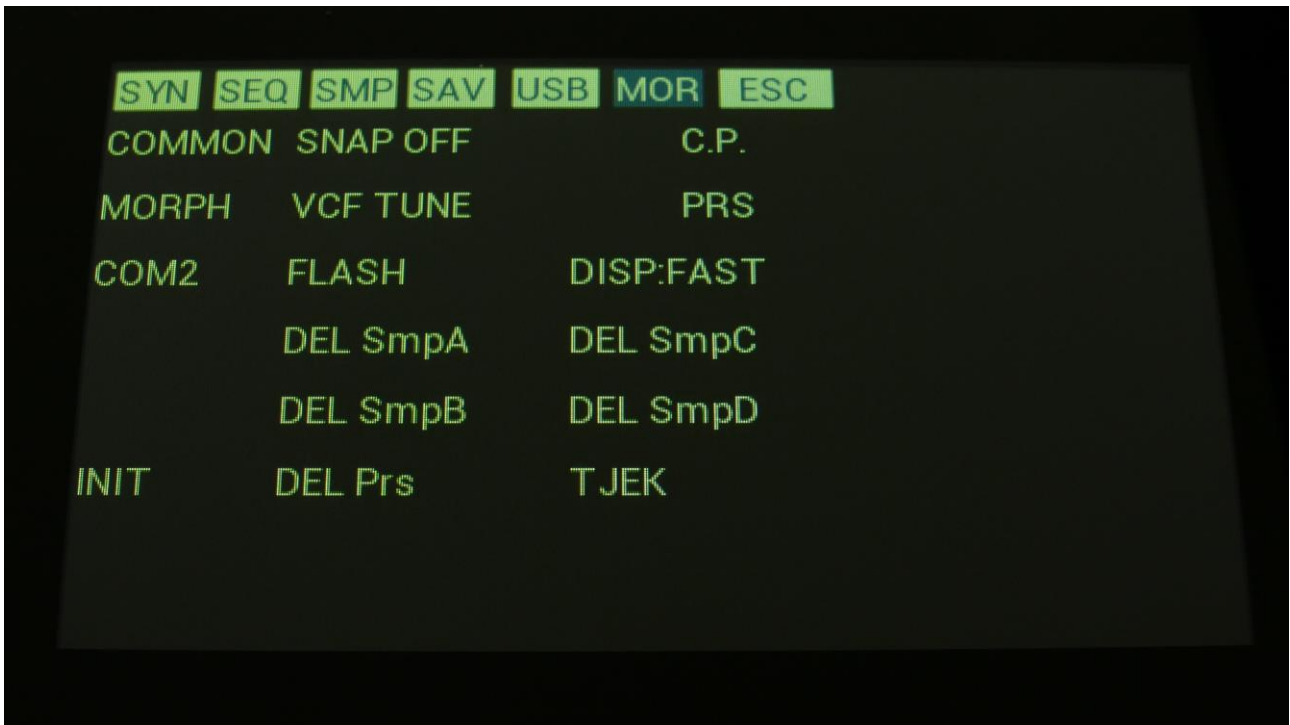 SYN SEQ SMP SAV USB MOR ESC
COMMON SNAP OFF C.P.
MORPH VCF TUNE PRS
COM2 FLASH DISP:FAST
DEL SmpA DEL SmpC
DEL SmpB DEL SmpD
INIT DEL Prs TJEK